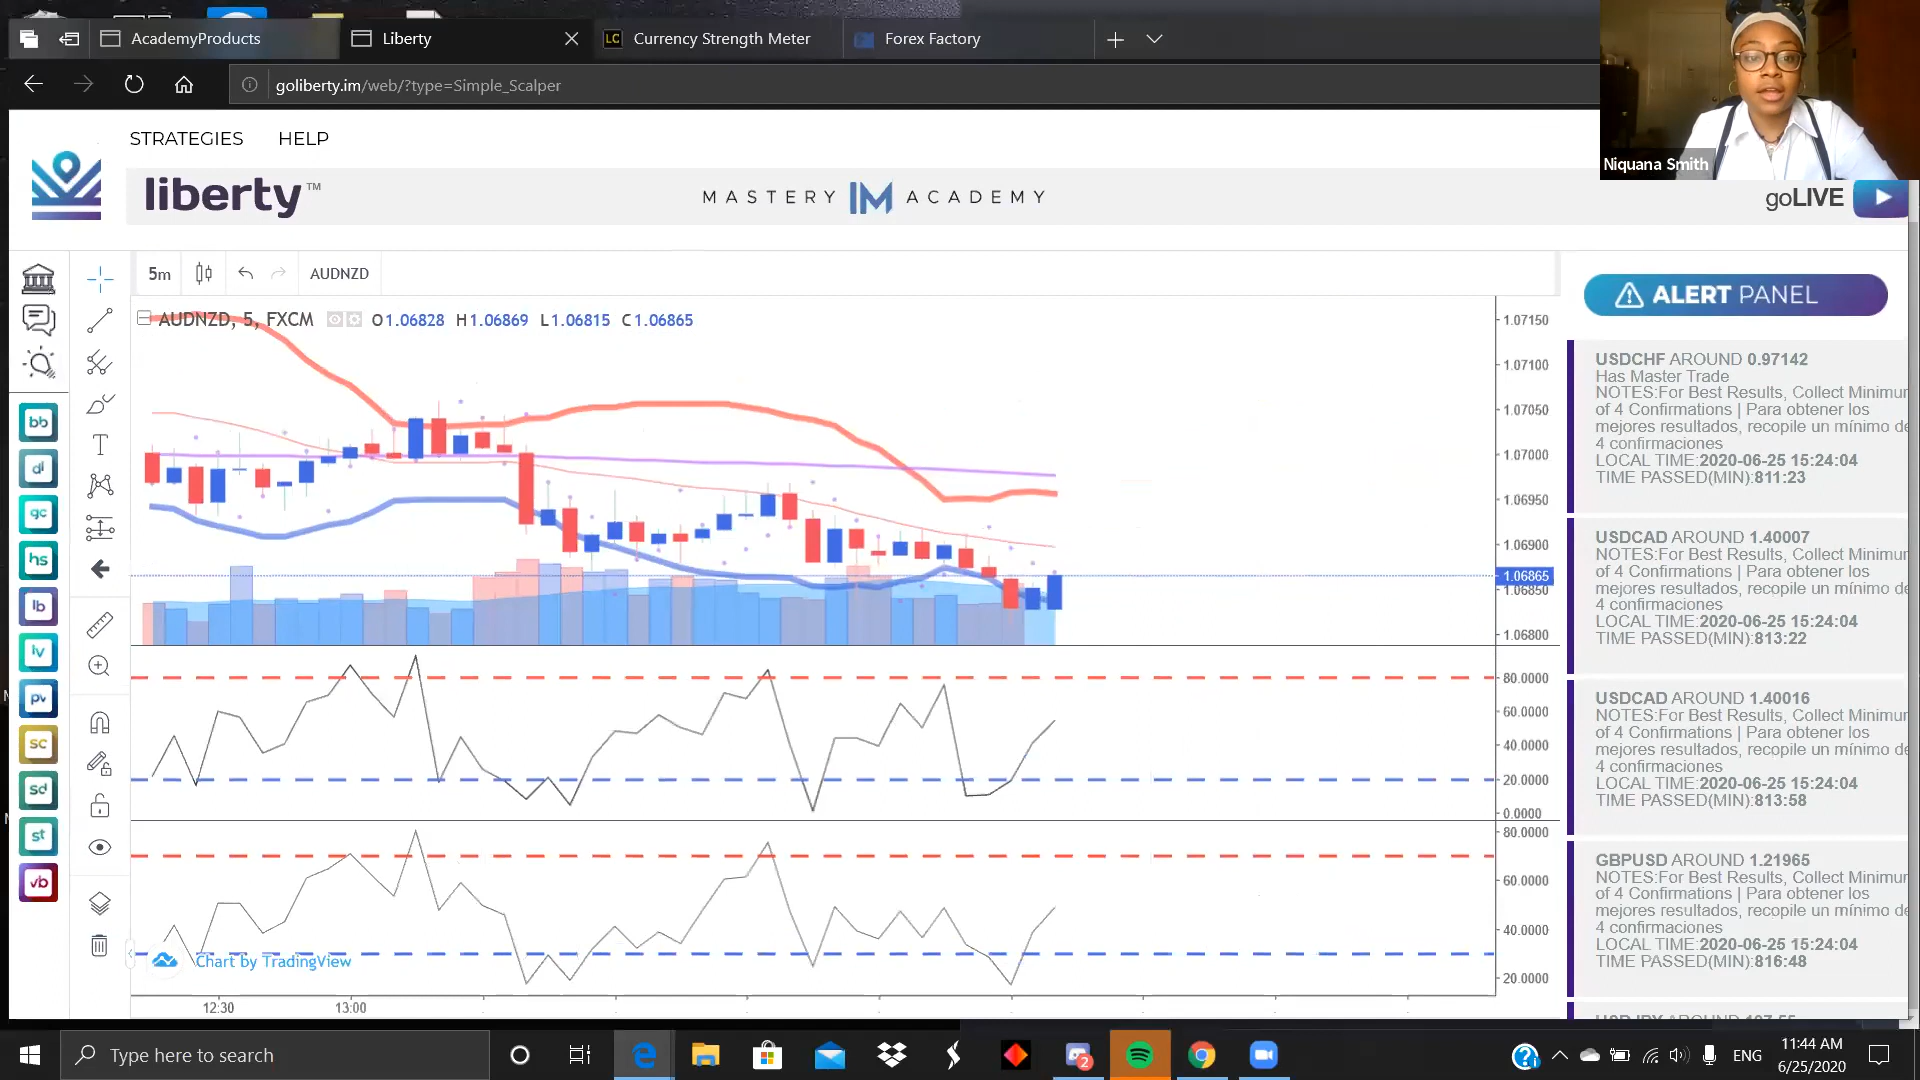 AcademyProducts
Liberty
LC
Currency Strength Meter
Forex Factory
goliberty.im/web/?type=Simple_Scalper
Niquana Smith
STRATEGIES HELP
liberty™
MASTERY IM ACADEMY
goLIVE
5m
AUDNZD
AUDNZD, 5, FXCM O1.06828 H1.06869 L1.06815 C1.06865
1.07150
1.07100
1.07050
1.07000
1.06950
1.06900
1.06865
1.06850
1.06800
80.0000
60.0000
40.0000
20.0000
0.0000
80.0000
60.0000
40.0000
20.0000
Chart by TradingView
12:30
13:00
bb
dl
gc
hs
lb
lv
pv
sc
sd
st
vb
T
ALERT PANEL
USDCHF AROUND 0.97142
Has Master Trade
NOTES:For Best Results, Collect Minimum
of 4 Confirmations | Para obtener los
mejores resultados, recopile un mínimo de
4 confirmaciones
LOCAL TIME:2020-06-25 15:24:04
TIME PASSED(MIN):811:23
USDCAD AROUND 1.40007
NOTES:For Best Results, Collect Minimum
of 4 Confirmations | Para obtener los
mejores resultados, recopile un mínimo de
4 confirmaciones
LOCAL TIME:2020-06-25 15:24:04
TIME PASSED(MIN):813:22
USDCAD AROUND 1.40016
NOTES:For Best Results, Collect Minimum
of 4 Confirmations | Para obtener los
mejores resultados, recopile un mínimo de
4 confirmaciones
LOCAL TIME:2020-06-25 15:24:04
TIME PASSED(MIN):813:58
GBPUSD AROUND 1.21965
NOTES:For Best Results, Collect Minimum
of 4 Confirmations | Para obtener los
mejores resultados, recopile un mínimo de
4 confirmaciones
LOCAL TIME:2020-06-25 15:24:04
TIME PASSED(MIN):816:48
Type here to search
2
ENG
11:44 AM
6/25/2020